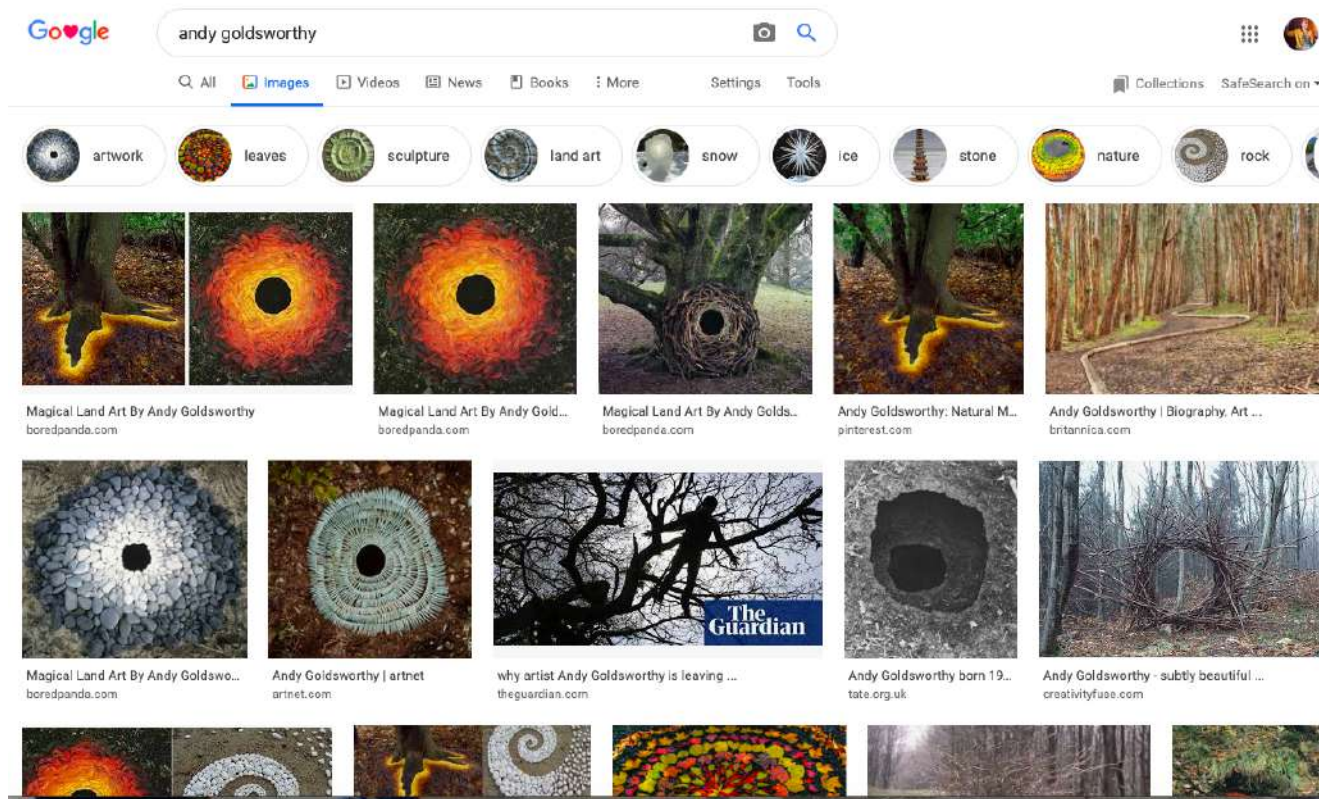 Google
andy goldsworthy
All Images Videos News Books More Settings Tools Collections SafeSearch on
artwork leaves sculpture land art snow ice stone nature rock
Magical Land Art By Andy Goldsworthy
boredpanda.com
Magical Land Art By Andy Gold...
boredpanda.com
Magical Land Art By Andy Golds...
boredpanda.com
Andy Goldsworthy: Natural M...
pinterest.com
Andy Goldsworthy | Biography, Art ...
britannica.com
The
Guardian
Magical Land Art By Andy Goldswo...
boredpanda.com
Andy Goldsworthy | artnet
artnet.com
why artist Andy Goldsworthy is leaving ...
theguardian.com
Andy Goldsworthy born 19...
tate.org.uk
Andy Goldsworthy - subtly beautiful ...
creativityfuse.com